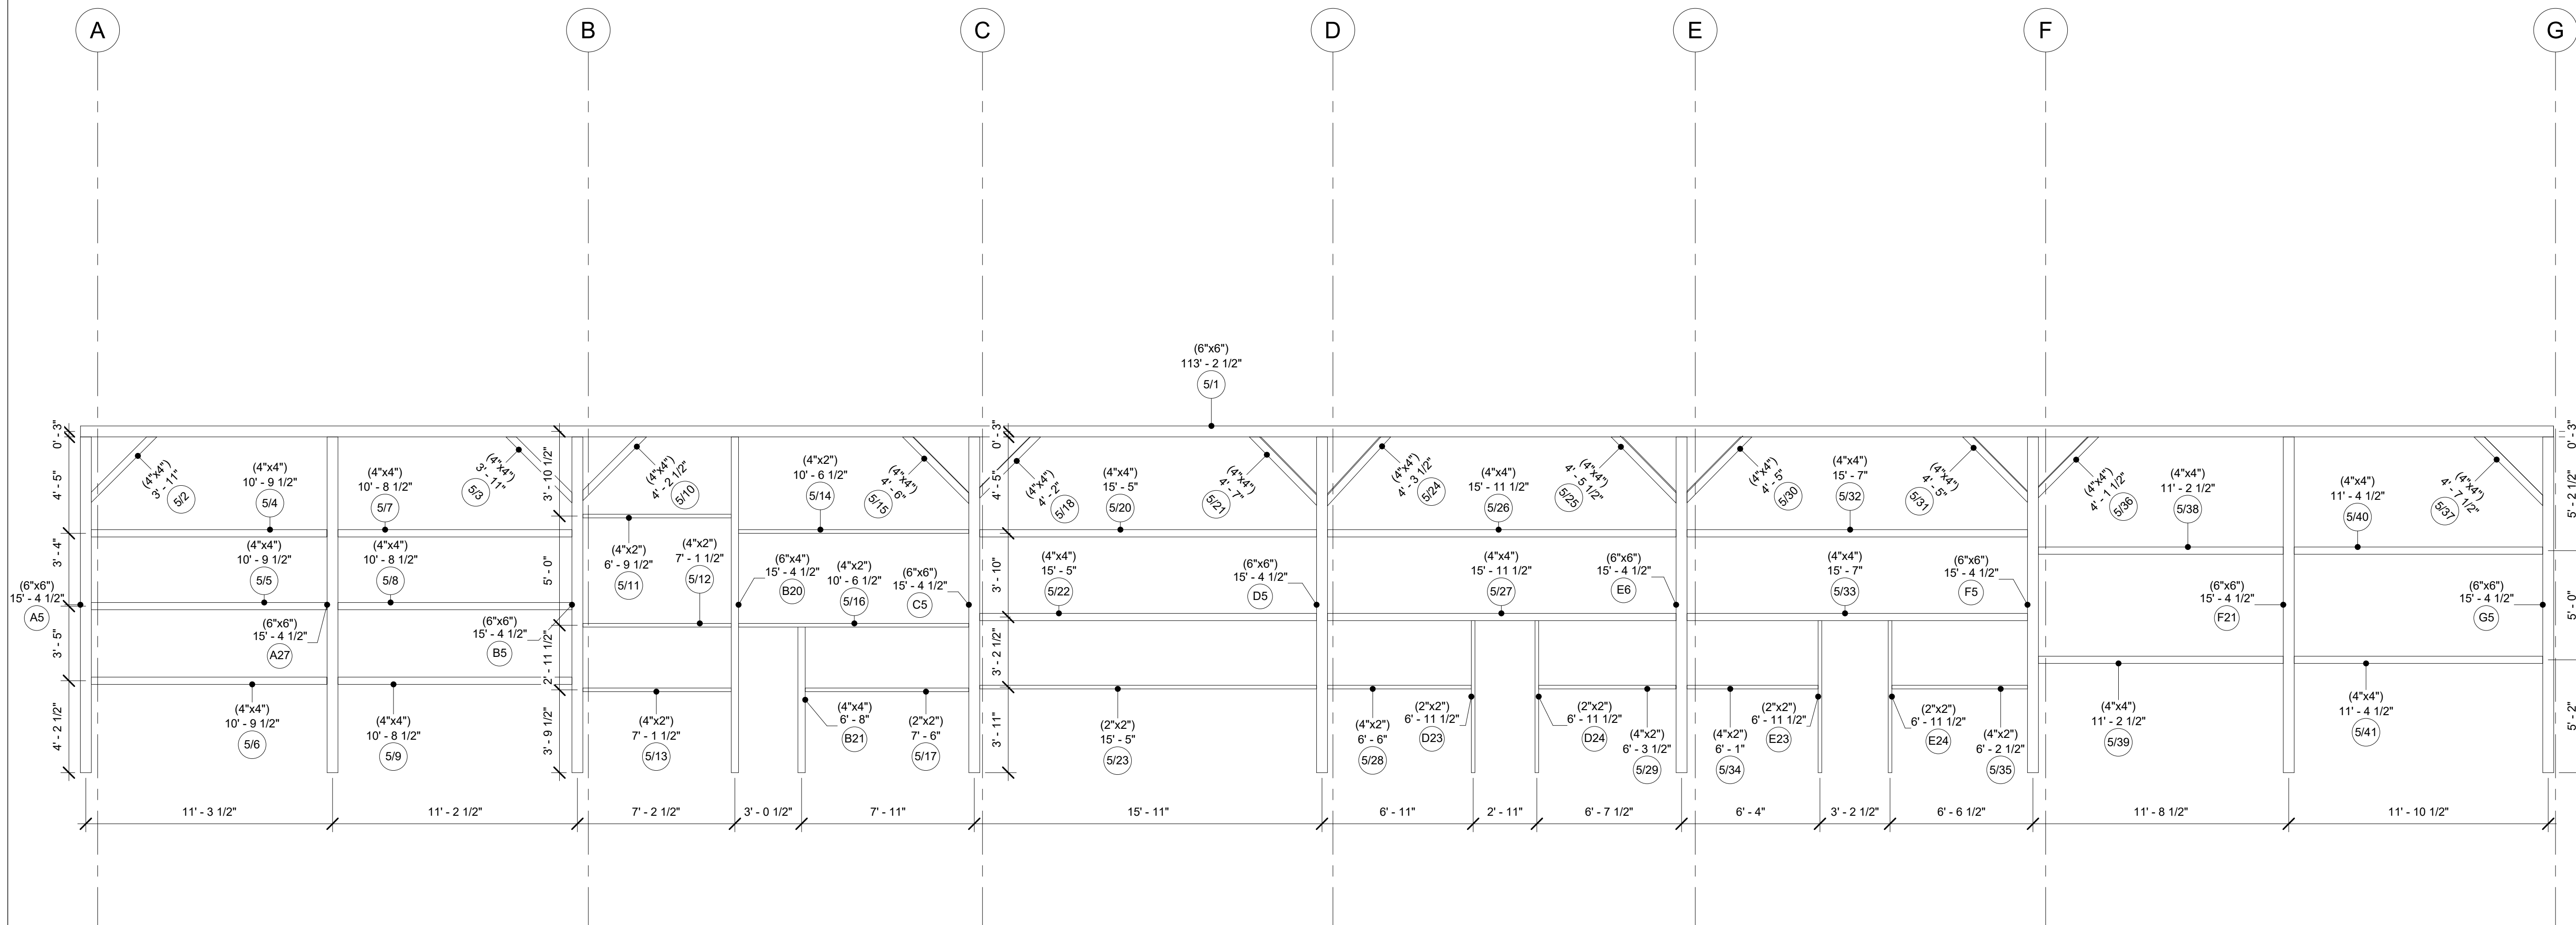 A
B
C
D
E
F
G
(6"x6")
113' - 2 1/2"
5/1
0' - 3"
4' - 5"
3' - 4"
3' - 5"
4' - 2 1/2"
(6"x6")
15' - 4 1/2"
A5
(4"x4")
3' - 11"
5/2
(4"x4")
10' - 9 1/2"
5/4
(4"x4")
10' - 8 1/2"
5/7
(4"x4")
3' - 11"
5/3
(4"x4")
10' - 9 1/2"
5/5
(4"x4")
10' - 8 1/2"
5/8
(6"x6")
15' - 4 1/2"
A27
(6"x6")
15' - 4 1/2"
B5
(4"x4")
10' - 9 1/2"
5/6
(4"x4")
10' - 8 1/2"
5/9
3' - 10 1/2"
5' - 0"
2' - 11 1/2"
3' - 9 1/2"
(4"x4")
4' - 2 1/2"
5/10
(4"x2")
6' - 9 1/2"
5/11
(4"x2")
7' - 1 1/2"
5/12
(4"x2")
7' - 1 1/2"
5/13
(4"x2")
10' - 6 1/2"
5/14
(4"x4")
4' - 6"
5/15
(6"x4")
15' - 4 1/2"
B20
(4"x2")
10' - 6 1/2"
5/16
(6"x6")
15' - 4 1/2"
C5
(4"x4")
6' - 8"
B21
(2"x2")
7' - 6"
5/17
0' - 3"
4' - 5"
3' - 10"
3' - 2 1/2"
3' - 11"
(4"x4")
4' - 2"
5/18
(4"x4")
15' - 5"
5/20
(4"x4")
4' - 7"
5/21
(4"x4")
15' - 5"
5/22
(6"x6")
15' - 4 1/2"
D5
(2"x2")
15' - 5"
5/23
(4"x4")
4' - 3 1/2"
5/24
(4"x4")
15' - 11 1/2"
5/26
(4"x4")
4' - 5 1/2"
5/25
(4"x4")
15' - 11 1/2"
5/27
(6"x6")
15' - 4 1/2"
E6
(4"x2")
6' - 6"
5/28
(2"x2")
6' - 11 1/2"
D23
(2"x2")
6' - 11 1/2"
D24
(4"x2")
6' - 3 1/2"
5/29
(4"x4")
4' - 5"
5/30
(4"x4")
15' - 7"
5/32
(4"x4")
4' - 5"
5/31
(4"x4")
15' - 7"
5/33
(6"x6")
15' - 4 1/2"
F5
(4"x2")
6' - 1"
5/34
(2"x2")
6' - 11 1/2"
E23
(2"x2")
6' - 11 1/2"
E24
(4"x2")
6' - 2 1/2"
5/35
(4"x4")
4' - 1 1/2"
5/36
(4"x4")
11' - 2 1/2"
5/38
(4"x4")
11' - 4 1/2"
5/40
(4"x4")
4' - 7 1/2"
5/37
(6"x6")
15' - 4 1/2"
F21
(6"x6")
15' - 4 1/2"
G5
(4"x4")
11' - 2 1/2"
5/39
(4"x4")
11' - 4 1/2"
5/41
0' - 3"
5' - 2 1/2"
5' - 0"
5' - 2"
11' - 3 1/2"
11' - 2 1/2"
7' - 2 1/2"
3' - 0 1/2"
7' - 11"
15' - 11"
6' - 11"
2' - 11"
6' - 7 1/2"
6' - 4"
3' - 2 1/2"
6' - 6 1/2"
11' - 8 1/2"
11' - 10 1/2"